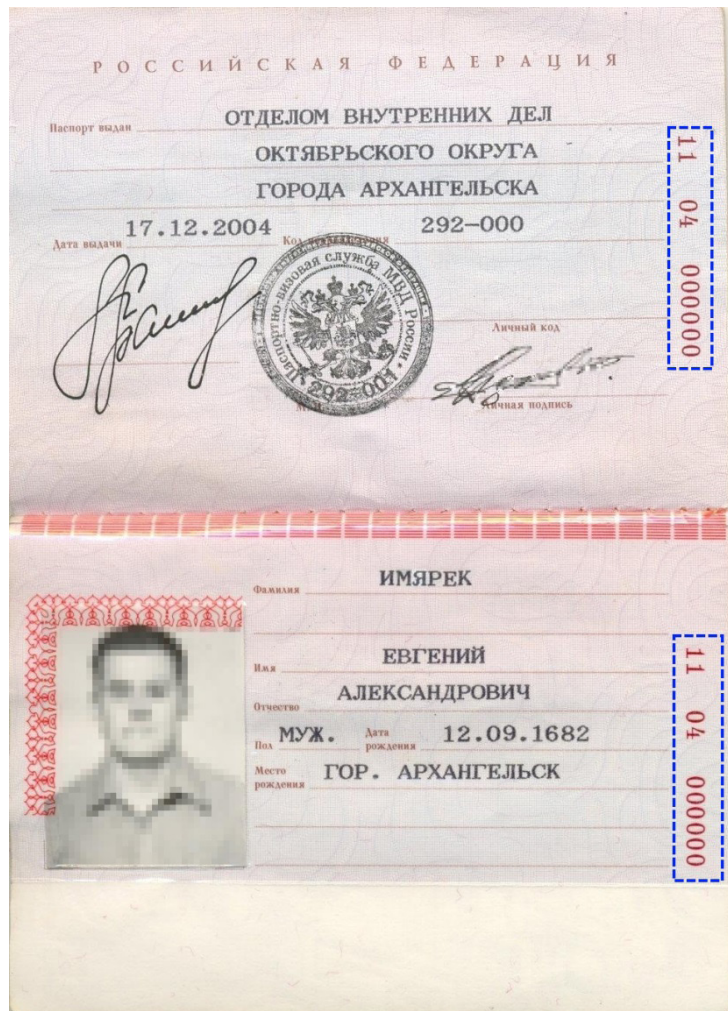 РОССИЙСКАЯ ФЕДЕРАЦИЯ
Паспорт выдан ОТДЕЛОМ ВНУТРЕННИХ ДЕЛ
ОКТЯБРЬСКОГО ОКРУГА
ГОРОДА АРХАНГЕЛЬСКА
Дата выдачи 17.12.2004 Код 292-000
11 04 000000
Паспортно-визовая служба МВД России
292-001
Личный код
Личная подпись
Фамилия ИМЯРЕК
Имя ЕВГЕНИЙ
Отчество АЛЕКСАНДРОВИЧ
Пол МУЖ. Дата рождения 12.09.1682
Место рождения ГОР. АРХАНГЕЛЬСК
11 04 000000